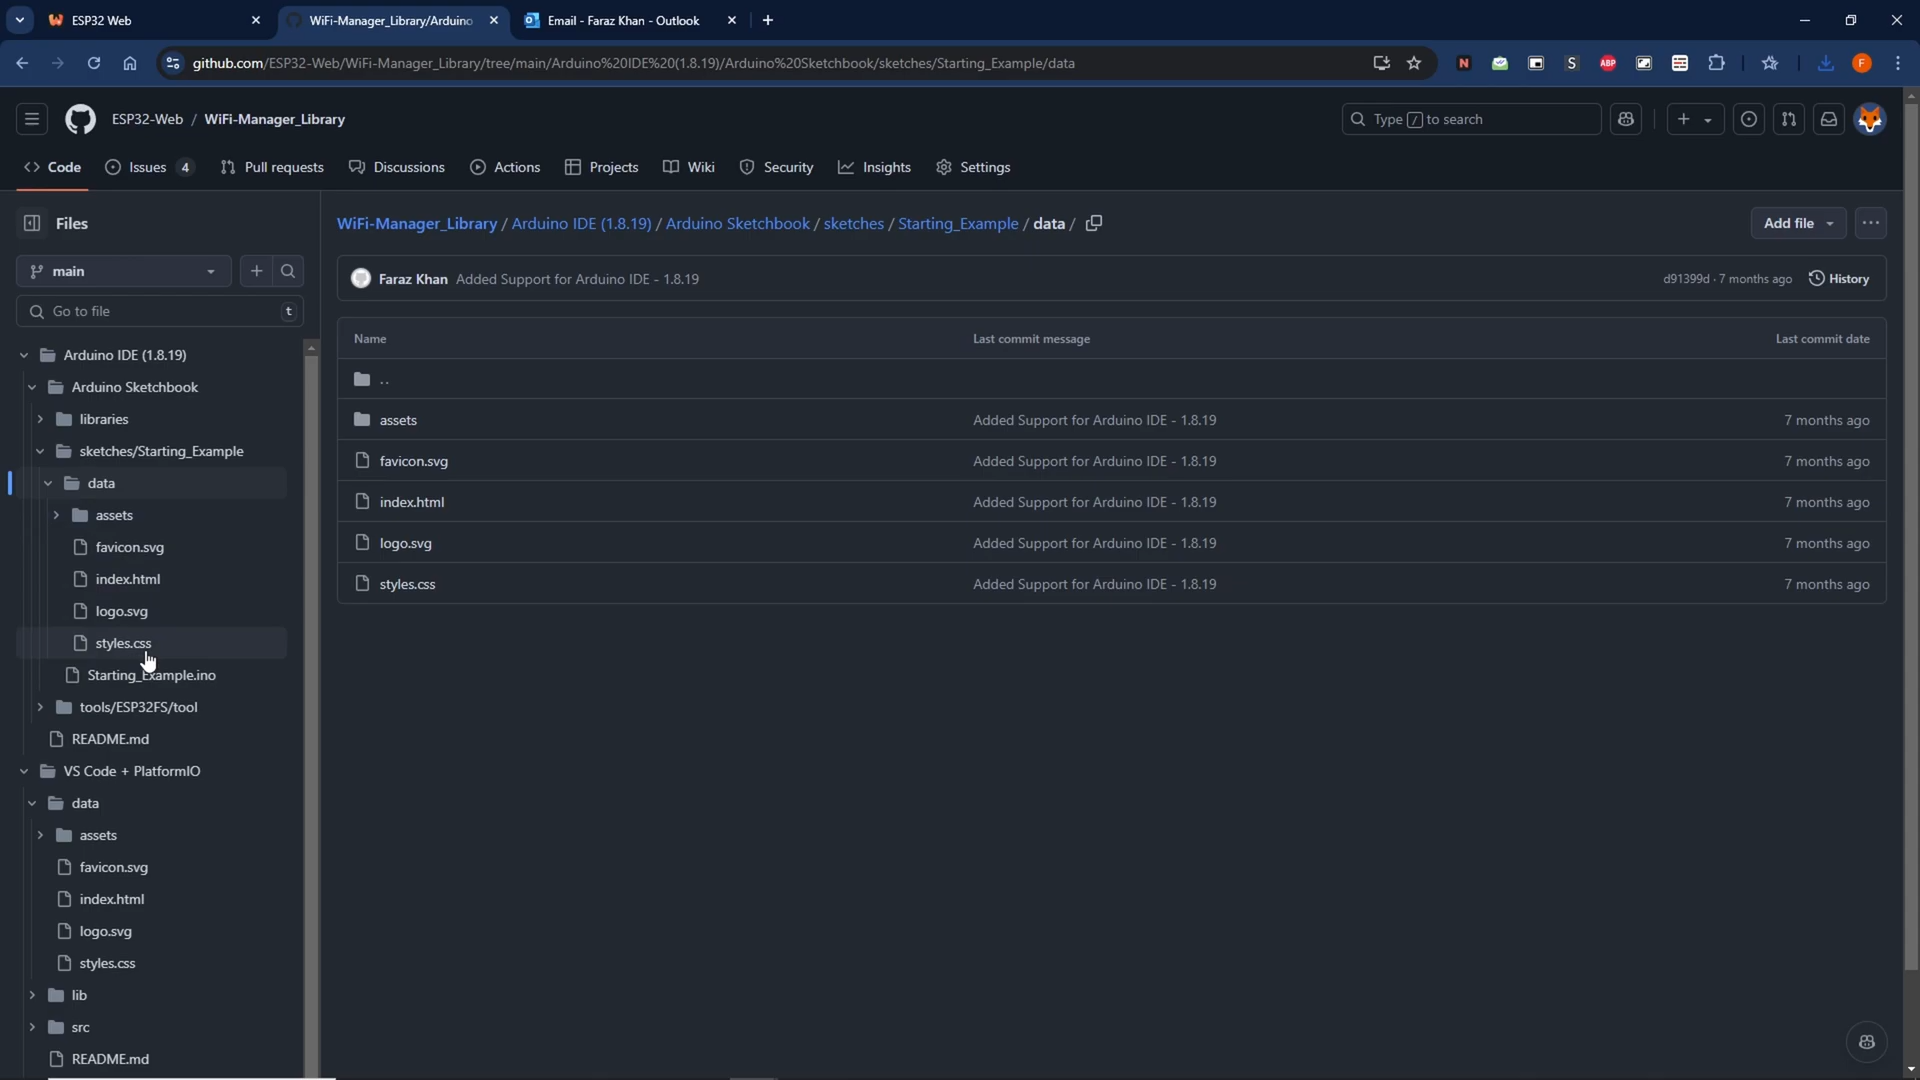 ESP32 Web
WiFi-Manager_Library/Arduino
Email - Faraz Khan - Outlook
github.com/ESP32-Web/WiFi-Manager_Library/tree/main/Arduino%20IDE%20(1.8.19)/Arduino%20Sketchbook/sketches/Starting_Example/data
N
S
ABP
F
ESP32-Web / WiFi-Manager_Library
Type / to search
Code
Issues 4
Pull requests
Discussions
Actions
Projects
Wiki
Security
Insights
Settings
Files
main
Go to file
t
Arduino IDE (1.8.19)
Arduino Sketchbook
libraries
sketches/Starting_Example
data
assets
favicon.svg
index.html
logo.svg
styles.css
Starting_Example.ino
tools/ESP32FS/tool
README.md
VS Code + PlatformIO
data
assets
favicon.svg
index.html
logo.svg
styles.css
lib
src
README.md
WiFi-Manager_Library / Arduino IDE (1.8.19) / Arduino Sketchbook / sketches / Starting_Example / data /
Add file
Faraz Khan Added Support for Arduino IDE - 1.8.19
d91399d · 7 months ago
History
Name Last commit message Last commit date
..
assets Added Support for Arduino IDE - 1.8.19 7 months ago
favicon.svg Added Support for Arduino IDE - 1.8.19 7 months ago
index.html Added Support for Arduino IDE - 1.8.19 7 months ago
logo.svg Added Support for Arduino IDE - 1.8.19 7 months ago
styles.css Added Support for Arduino IDE - 1.8.19 7 months ago